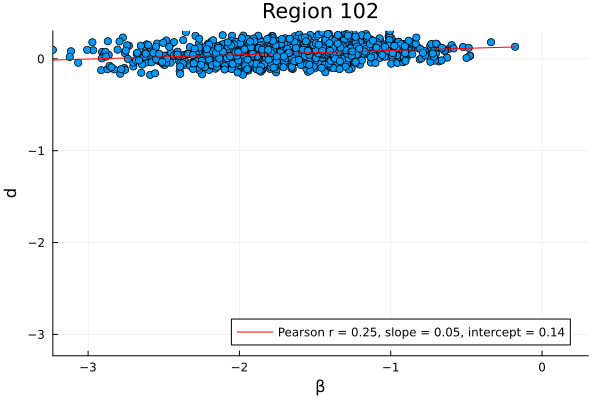 Region 102
d
0
−1
−2
−3
Pearson r = 0.25, slope = 0.05, intercept = 0.14
−3 −2 −1 0
β